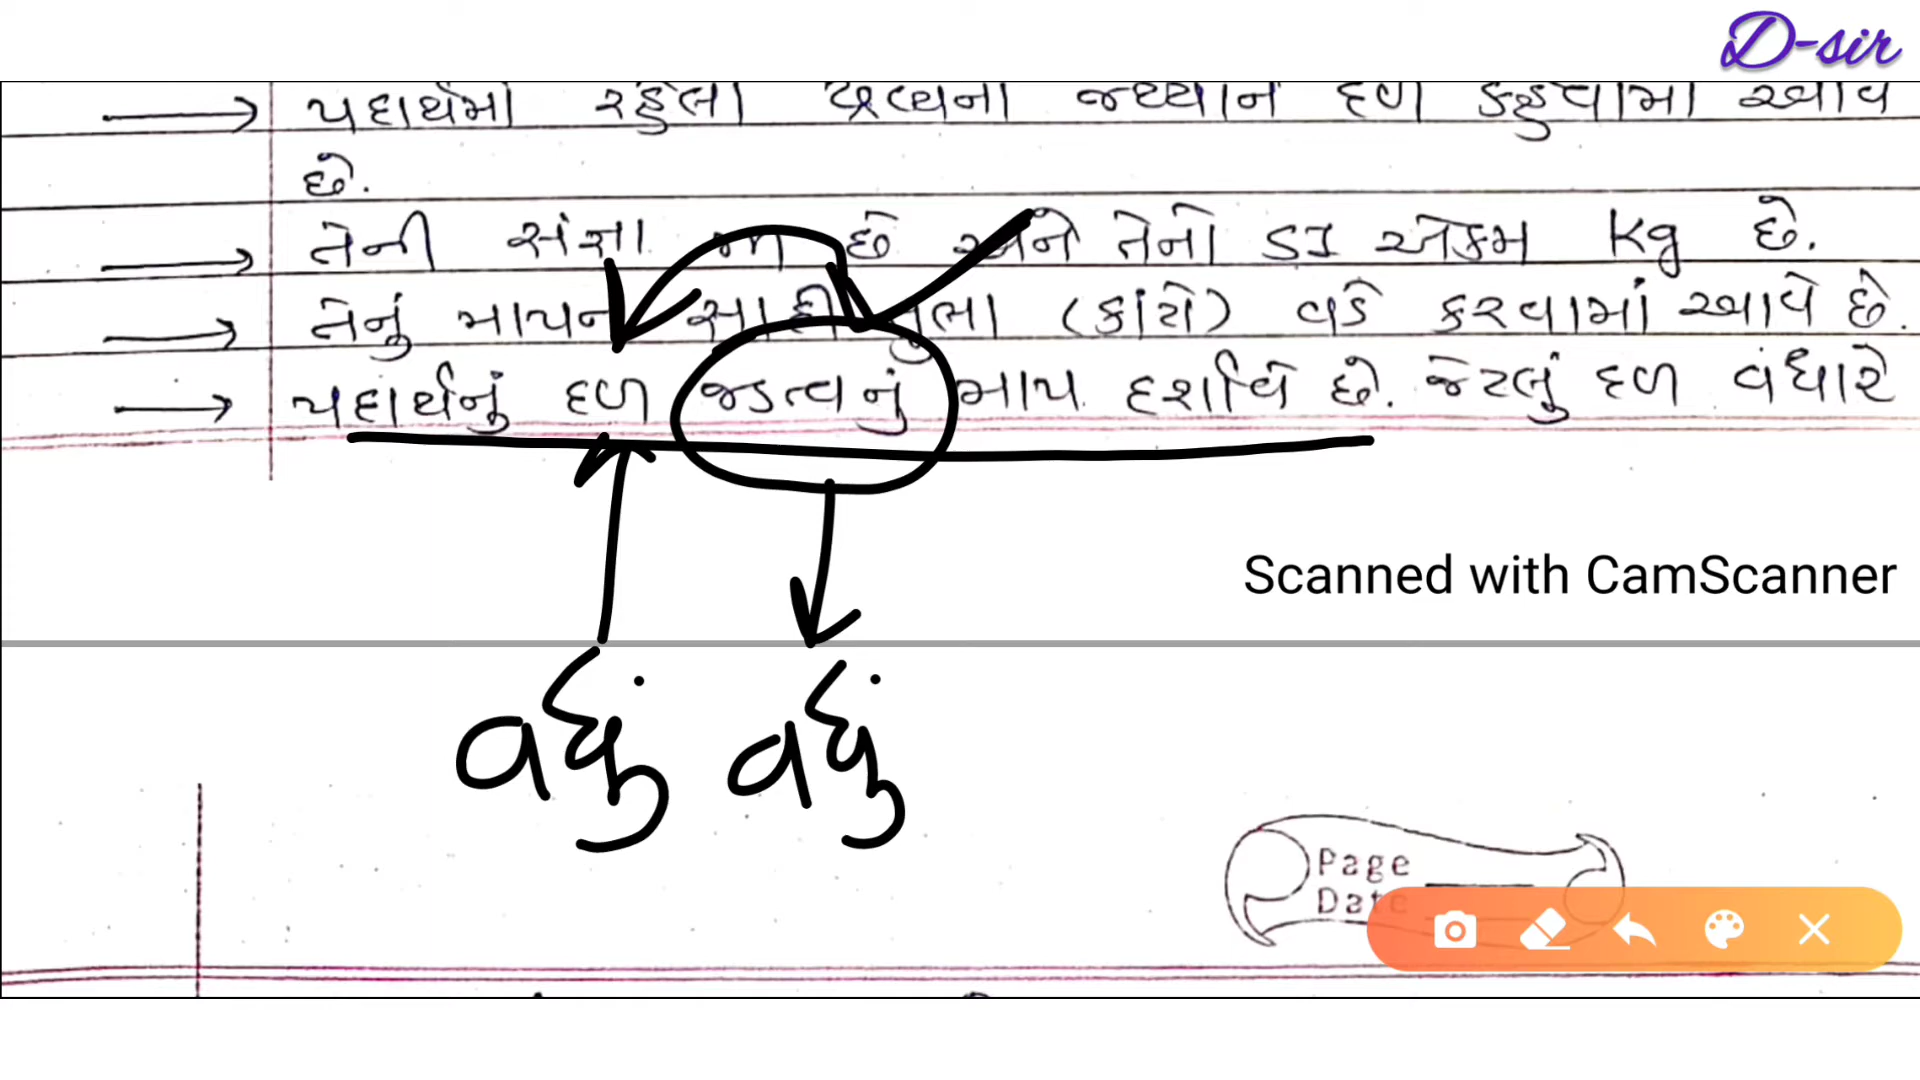 D-sir
પદાર્થમાં રહેલા દ્રવ્યના જથ્થાને દળ કહેવામાં આવે
છે.
તેની સંજ્ઞા m છે અને તેનો SI એકમ kg છે.
તેનું માપન સાદી તુલા (કાંટો) વડે કરવામાં આવે છે.
પદાર્થનું દળ જડત્વનું માપ દર્શાવે છે. જેટલું દળ વધારે
Scanned with CamScanner
વધું વધું
Page
Date